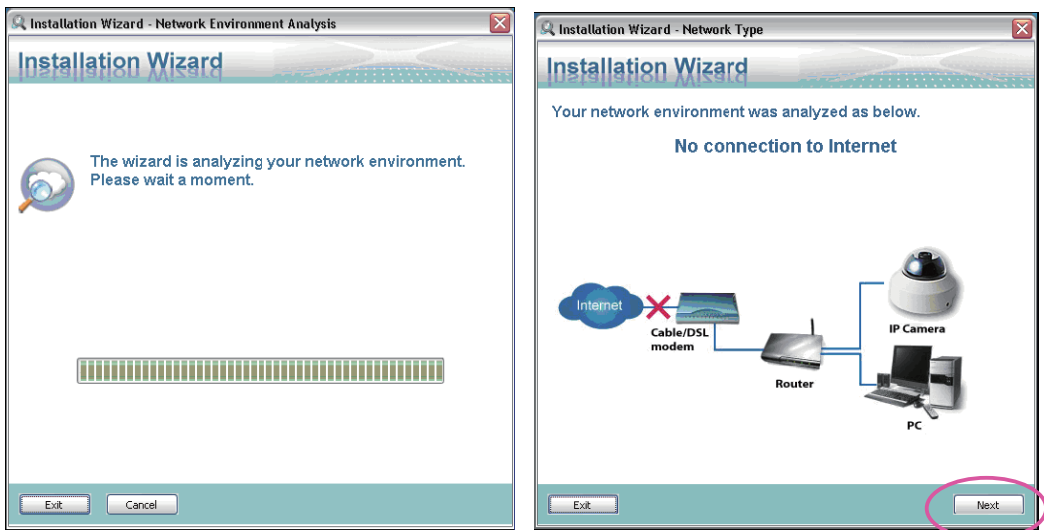 Installation Wizard - Network Environment Analysis
Installation Wizard
The wizard is analyzing your network environment.
Please wait a moment.
Exit
Cancel
Installation Wizard - Network Type
Installation Wizard
Your network environment was analyzed as below.
No connection to Internet
Internet
Cable/DSL
modem
Router
IP Camera
PC
Exit
Next